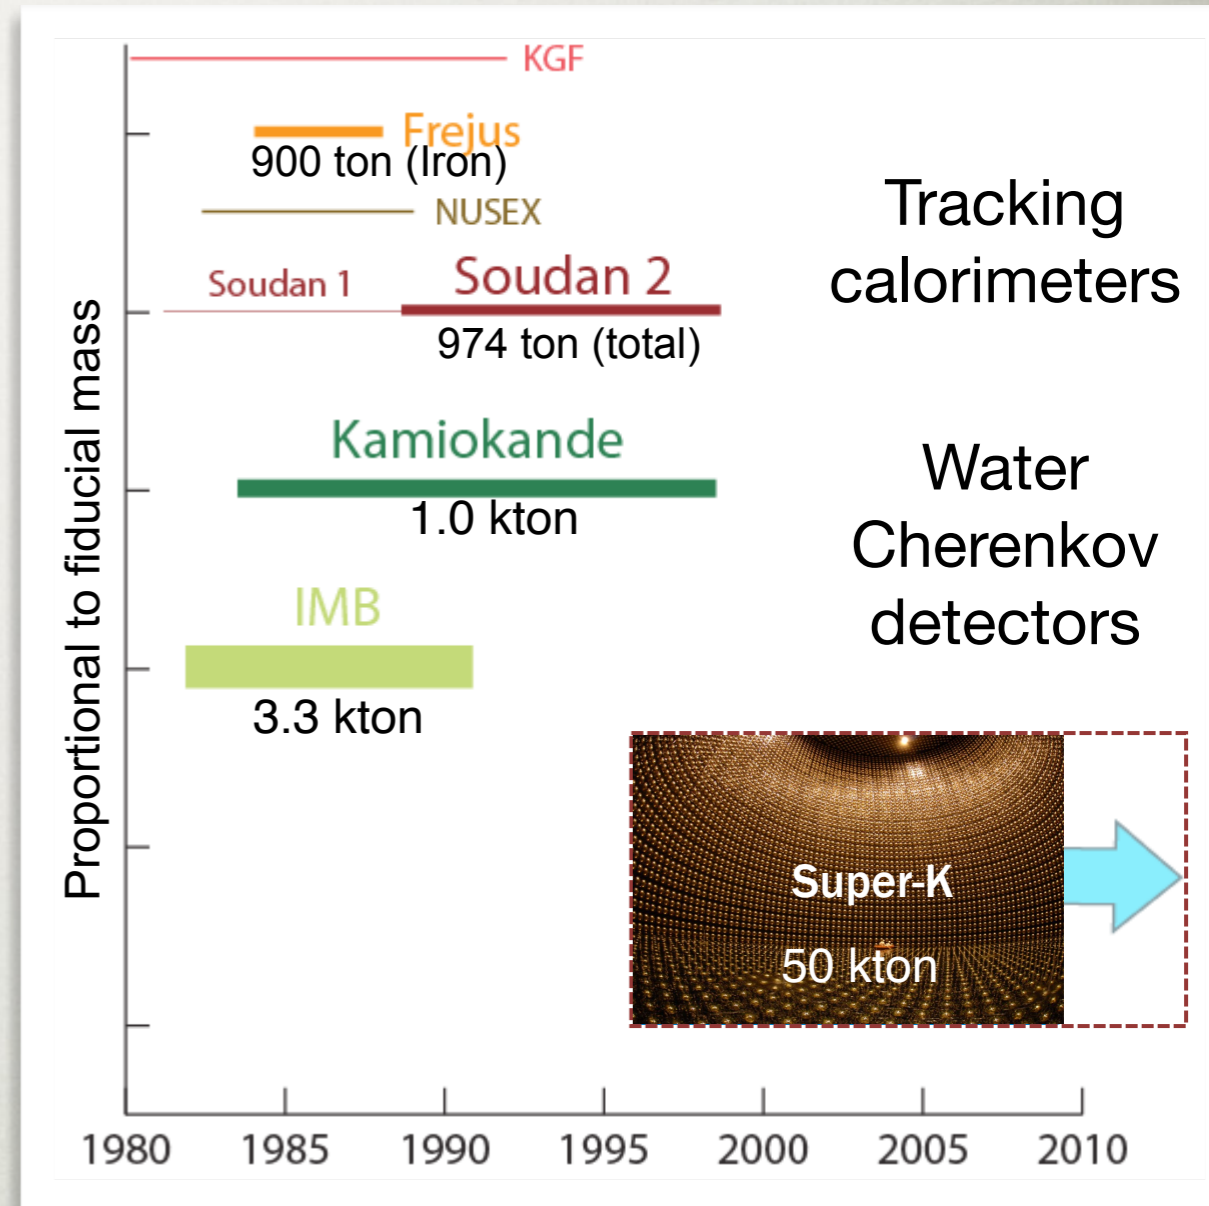 KGF
Frejus
900 ton (Iron)
NUSEX
Soudan 1
Soudan 2
974 ton (total)
Tracking
calorimeters
Kamiokande
1.0 kton
Water
Cherenkov
detectors
IMB
3.3 kton
Super-K
50 kton
Proportional to fiducial mass
1980 1985 1990 1995 2000 2005 2010